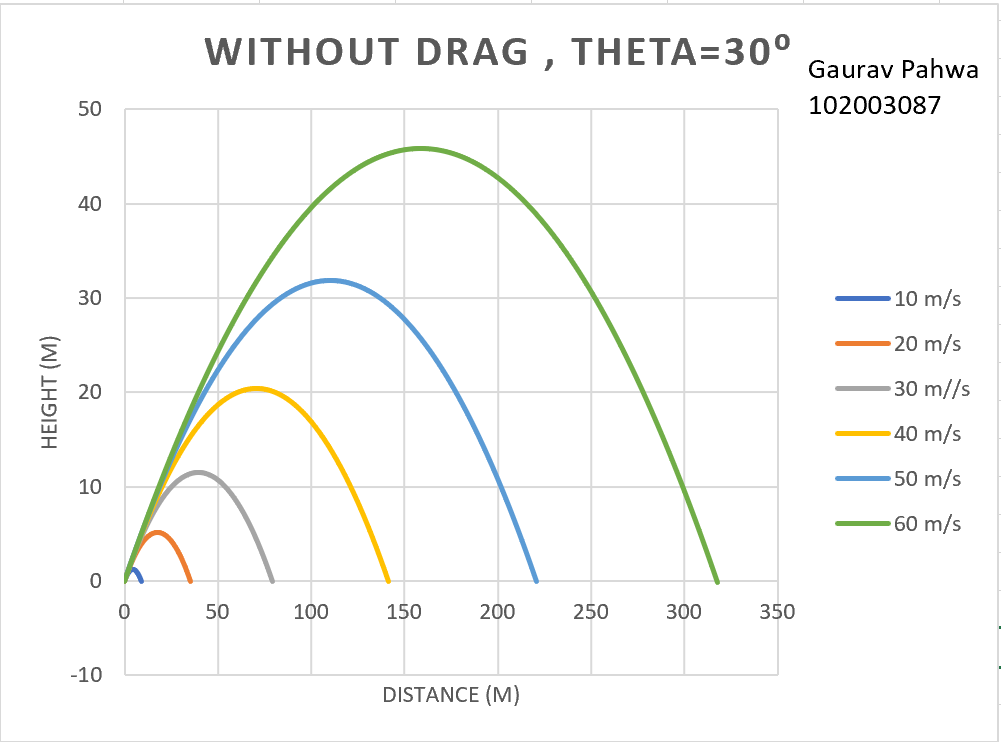 WITHOUT DRAG , THETA=30⁰
Gaurav Pahwa
102003087
50
40
30
20
10
0
-10
HEIGHT (M)
0 50 100 150 200 250 300 350
DISTANCE (M)
10 m/s
20 m/s
30 m//s
40 m/s
50 m/s
60 m/s